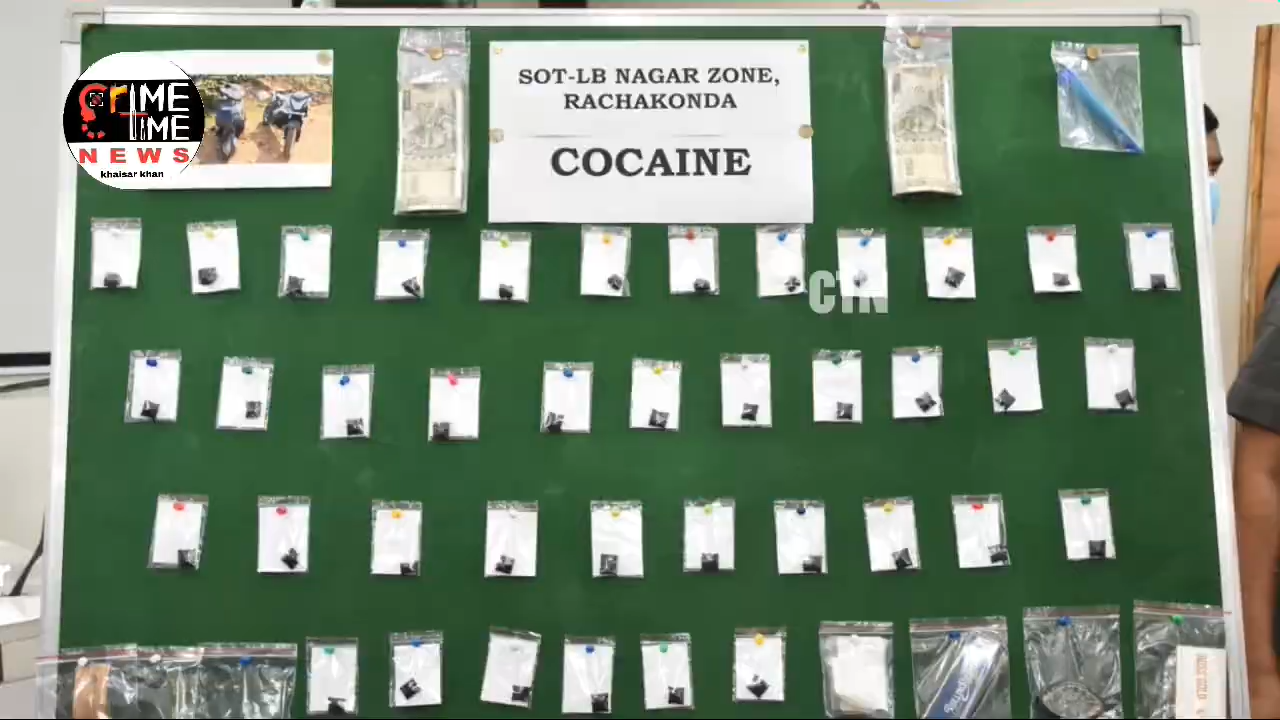 CrIME
TIME
NEWS
khaisar khan
SOT-LB NAGAR ZONE,
RACHAKONDA
COCAINE
CTN